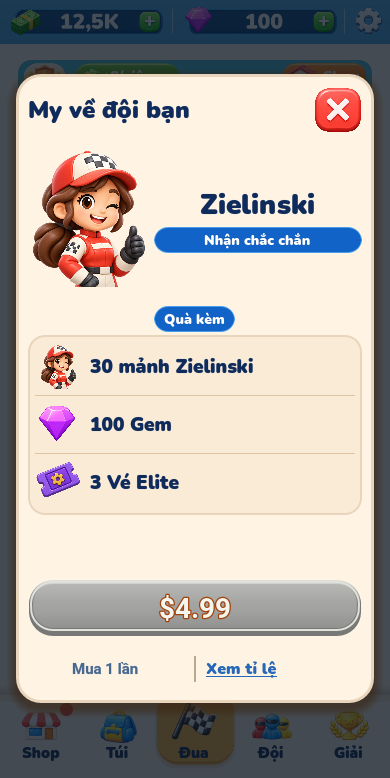 12,5K
100
My về đội bạn
Zielinski
Nhận chắc chắn
Quà kèm
30 mảnh Zielinski
100 Gem
3 Vé Elite
$4.99
Mua 1 lần
Xem tỉ lệ
Shop
Túi
Đua
Đội
Giải